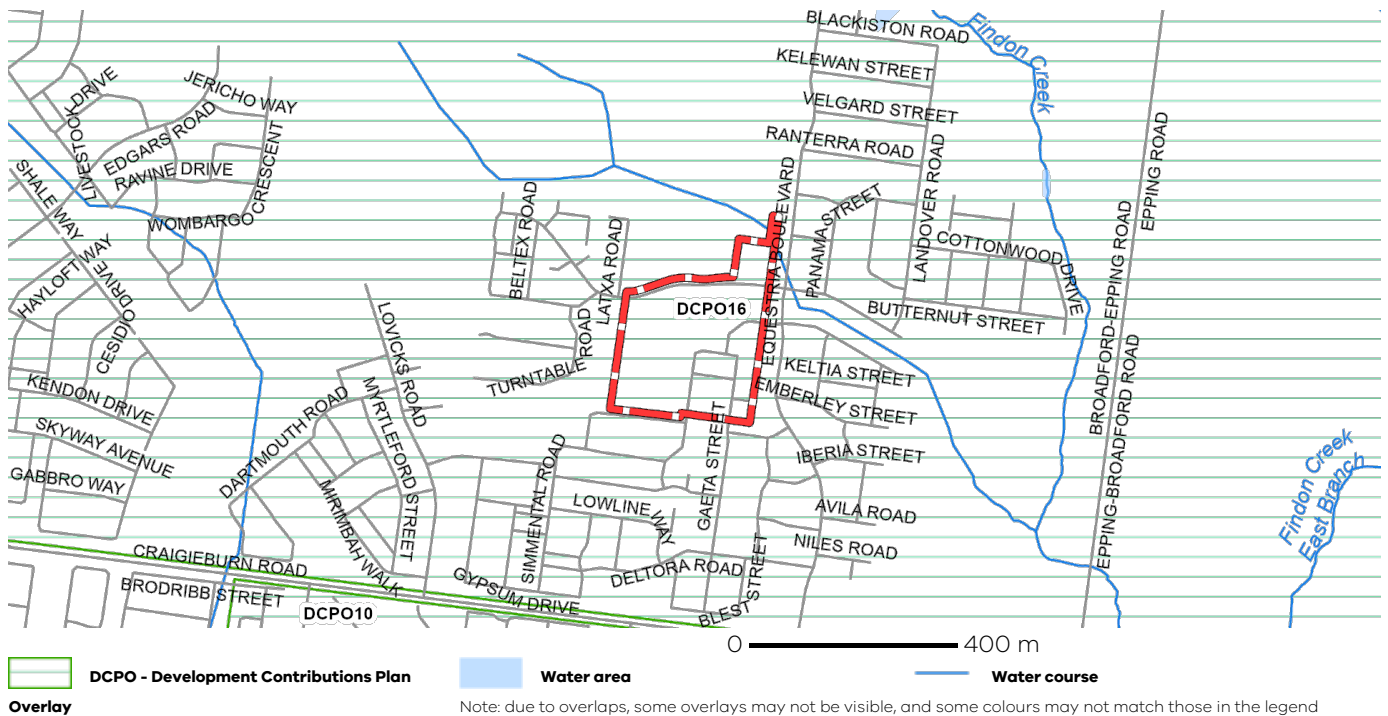 BLACKISTON ROAD
Findon Creek
KELEWAN STREET
JERICHO WAY
LIVESTOCK DRIVE
VELGARD STREET
EDGARS ROAD
RANTERRA ROAD
EPPING ROAD
RAVINE DRIVE
CRESCENT
SHALE WAY
WOMBARGO
BELTEX ROAD
LATXA ROAD
EQUESTRIA BOULEVARD
PANAMA STREET
LANDOVER ROAD
COTTONWOOD DRIVE
HAYLOFT WAY
CESIDIO DRIVE
LOVICKS ROAD
DCPO16
BUTTERNUT STREET
BROADFORD-EPPING ROAD
TURNTABLE ROAD
KELTIA STREET
KENDON DRIVE
EMBERLEY STREET
DARTMOUTH ROAD
MYRTLEFORD STREET
EPPING-BROADFORD ROAD
SKYWAY AVENUE
GAETA STREET
IBERIA STREET
GABBRO WAY
MIRIMBAH WALK
SIMMENTAL ROAD
LOWLINE WAY
AVILA ROAD
Findon Creek
East Branch
NILES ROAD
CRAIGIEBURN ROAD
DELTORA ROAD
BRODRIBB STREET
GYPSUM DRIVE
BLEST STREET
DCPO10
0 400 m
DCPO - Development Contributions Plan
Overlay
Water area
Water course
Note: due to overlaps, some overlays may not be visible, and some colours may not match those in the legend